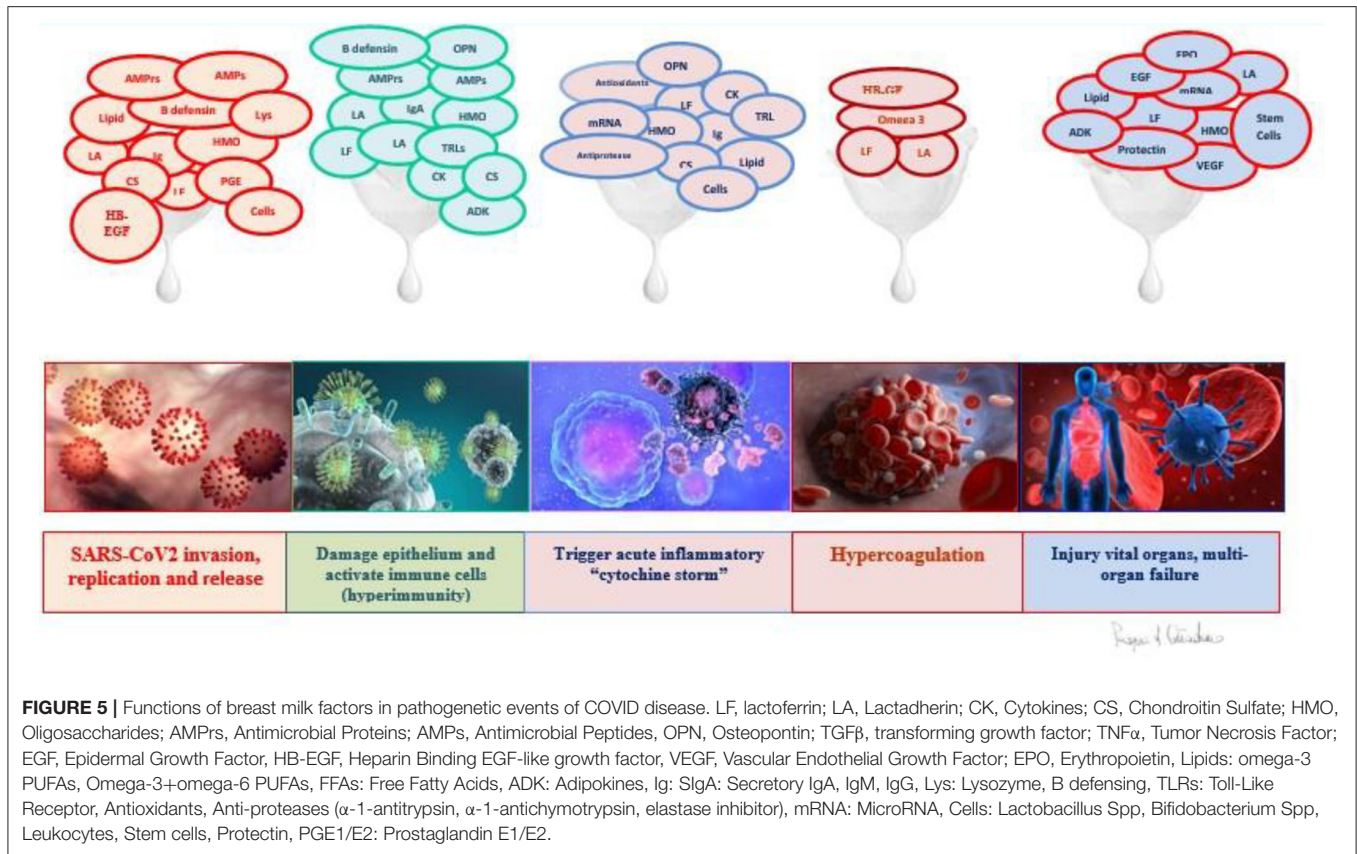 AMPrs
AMPs
B defensin
Lipid
Lys
HMO
LA
Ig
CS
LF
PGE
Cells
HB-
EGF
B defensin
OPN
AMPrs
AMPs
LA
IgA
HMO
LF
LA
TRLs
CK
CS
ADK
OPN
Antioxidants
CK
LF
TRL
mRNA
HMO
Ig
Antiprotease
CS
Lipid
Cells
HB-GF
Omega 3
LF
LA
EPO
EGF
LA
mRNA
Lipid
LF
Stem
Cells
ADK
HMO
Protectin
VEGF
SARS-CoV2 invasion,
replication and release
Damage epithelium and
activate immune cells
(hyperimmunity)
Trigger acute inflammatory
“cytochine storm”
Hypercoagulation
Injury vital organs, multi-
organ failure
FIGURE 5 | Functions of breast milk factors in pathogenetic events of COVID disease. LF, lactoferrin; LA, Lactadherin; CK, Cytokines; CS, Chondroitin Sulfate; HMO,
Oligosaccharides; AMPrs, Antimicrobial Proteins; AMPs, Antimicrobial Peptides, OPN, Osteopontin; TGFβ, transforming growth factor; TNFα, Tumor Necrosis Factor;
EGF, Epidermal Growth Factor, HB-EGF, Heparin Binding EGF-like growth factor, VEGF, Vascular Endothelial Growth Factor; EPO, Erythropoietin, Lipids: omega-3
PUFAs, Omega-3+omega-6 PUFAs, FFAs: Free Fatty Acids, ADK: Adipokines, Ig: SIgA: Secretory IgA, IgM, IgG, Lys: Lysozyme, B defensing, TLRs: Toll-Like
Receptor, Antioxidants, Anti-proteases (α-1-antitrypsin, α-1-antichymotrypsin, elastase inhibitor), mRNA: MicroRNA, Cells: Lactobacillus Spp, Bifidobacterium Spp,
Leukocytes, Stem cells, Protectin, PGE1/E2: Prostaglandin E1/E2.